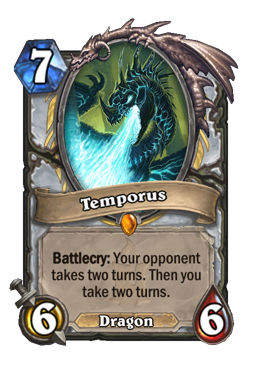 7
Temporus
Battlecry: Your opponent
takes two turns. Then you
take two turns.
6
Dragon
6